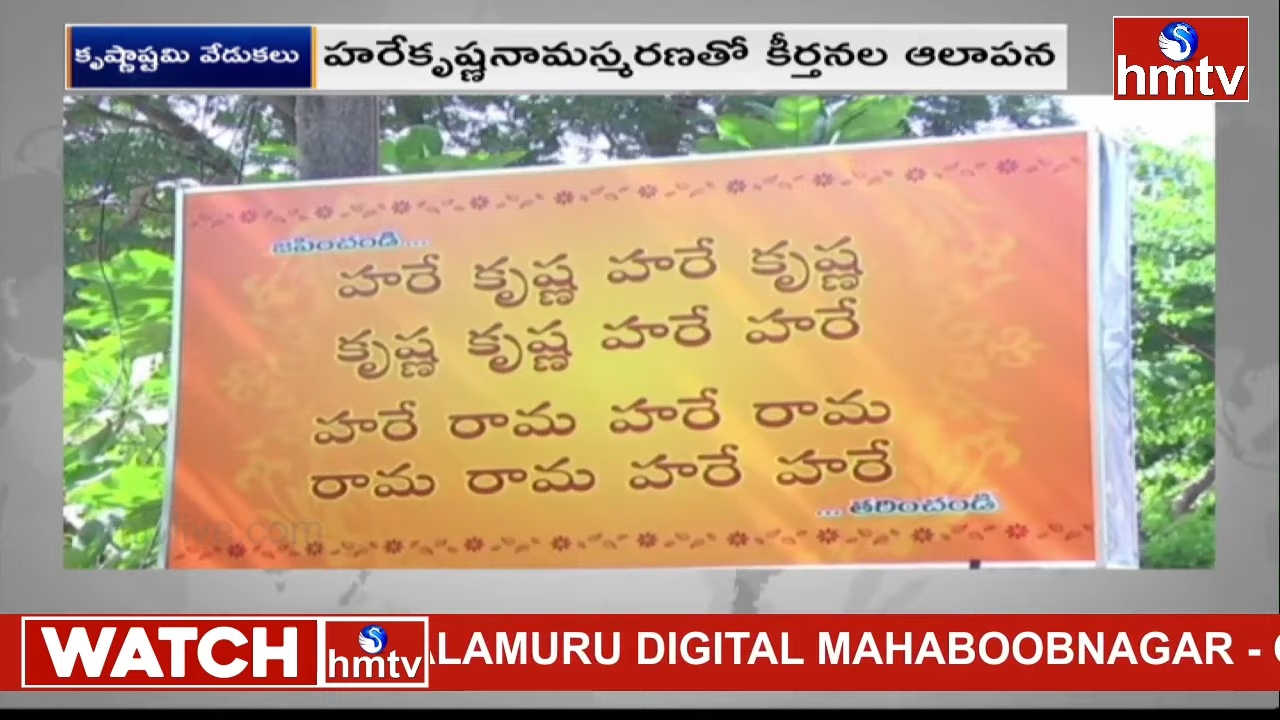 కృష్ణాష్టమి వేడుకలు
హరేకృష్ణనామస్మరణతో కీర్తనల ఆలాపన
hmtv
జపించండి....
హరే కృష్ణ హరే కృష్ణ
కృష్ణ కృష్ణ హరే హరే
హరే రామ హరే రామ
రామ రామ హరే హరే
... తరించండి
WATCH hmtv ALAMURU DIGITAL MAHABOOBNAGAR -